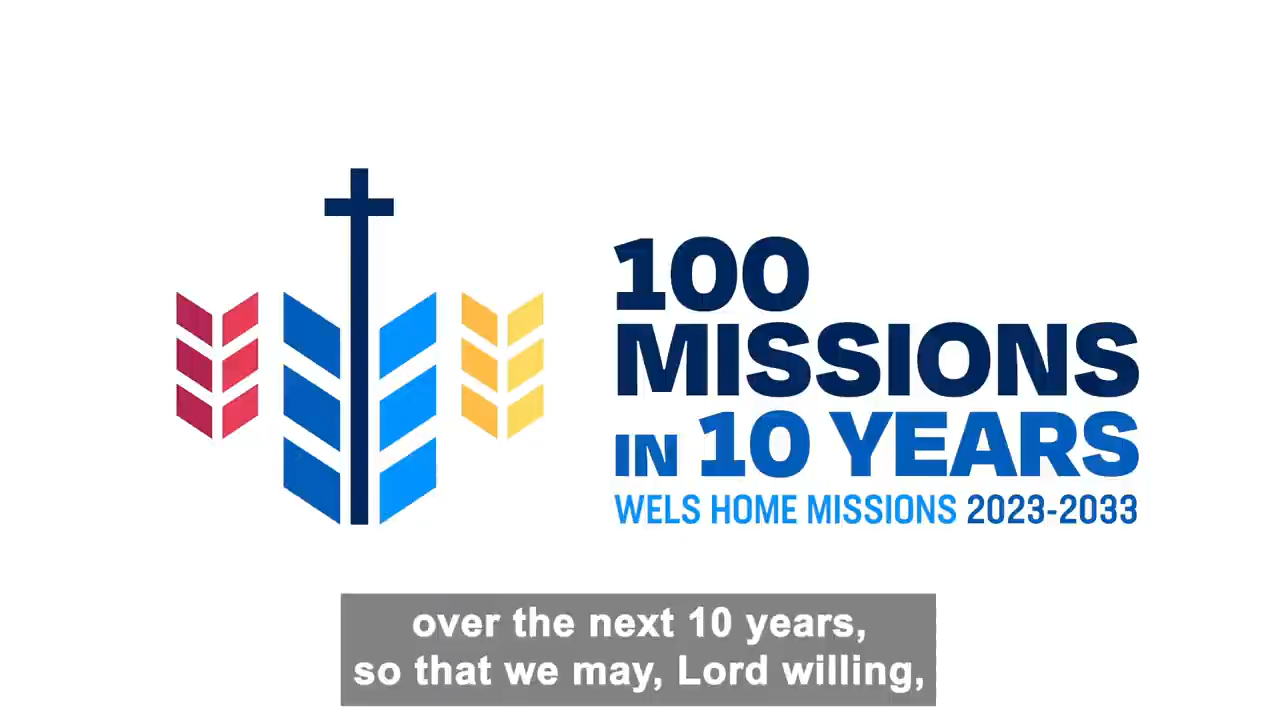 100
MISSIONS
IN 10 YEARS
WELS HOME MISSIONS 2023-2033
over the next 10 years,
so that we may, Lord willing,